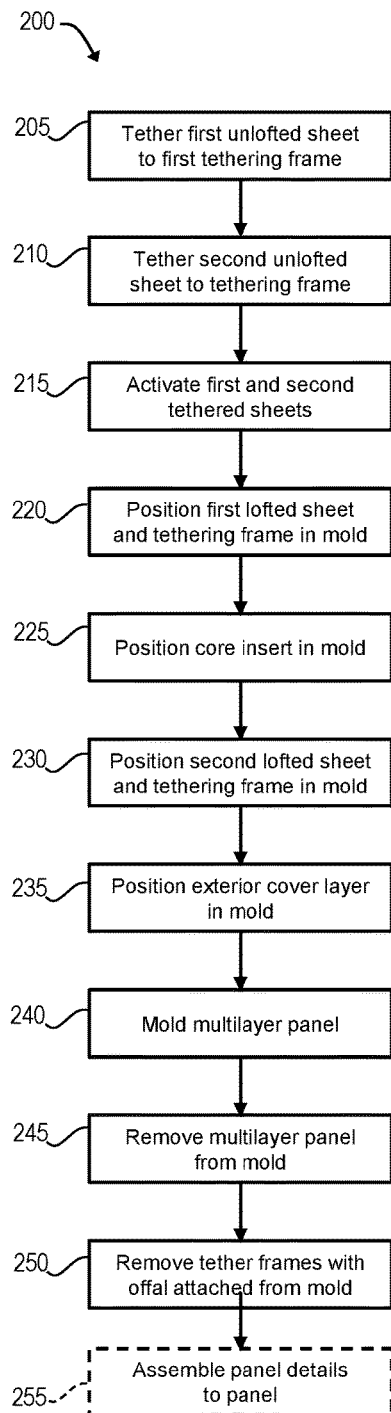 200
205
Tether first unlofted sheet
to first tethering frame
210
Tether second unlofted
sheet to tethering frame
215
Activate first and second
tethered sheets
220
Position first lofted sheet
and tethering frame in mold
225
Position core insert in mold
230
Position second lofted sheet
and tethering frame in mold
235
Position exterior cover layer
in mold
240
Mold multilayer panel
245
Remove multilayer panel
from mold
250
Remove tether frames with
offal attached from mold
255
Assemble panel details
to panel